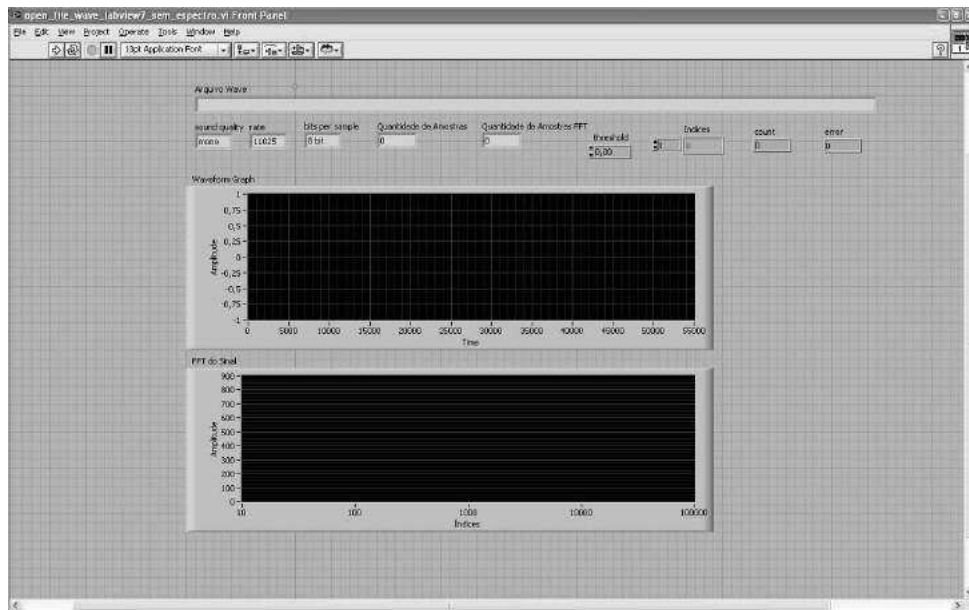 open_file_wave_labview7_sem_espectro.vi Front Panel
File Edit View Project Operate Tools Window Help
13pt Application Font
Arquivo Wave
sound quality rate bits per sample Quantidade de Amostras Quantidade de Amostras FFT threshold Indices count error
mono 11025 8 bit 0 0 0,00 0 0 0
Waveform Graph
1
0,75
0,5
0,25
0
-0,25
-0,5
-0,75
-1
Amplitude
0 5000 10000 15000 20000 25000 30000 35000 40000 45000 50000 55000
Time
FFT do Sinal
900
800
700
600
500
400
300
200
100
0
Amplitude
10 100 1000 10000 100000
Índices